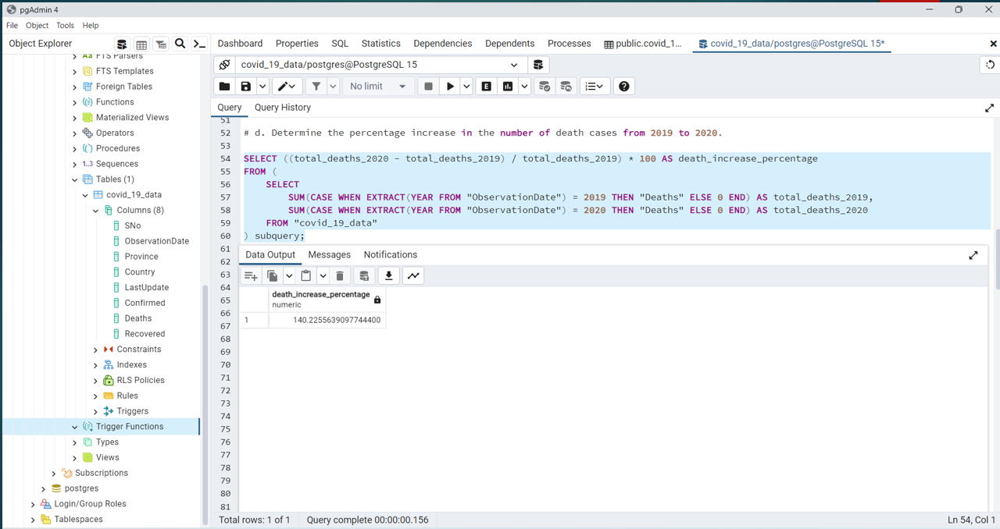 pgAdmin 4
File Object Tools Help
Object Explorer
Dashboard Properties SQL Statistics Dependencies Dependents Processes public.covid_1... covid_19_data/postgres@PostgreSQL 15*
FTS Parsers
FTS Templates
Foreign Tables
Functions
Materialized Views
Operators
Procedures
1..3 Sequences
Tables (1)
covid_19_data
Columns (8)
SNo
ObservationDate
Province
Country
LastUpdate
Confirmed
Deaths
Recovered
Constraints
Indexes
RLS Policies
Rules
Triggers
Trigger Functions
Types
Views
Subscriptions
postgres
Login/Group Roles
Tablespaces
covid_19_data/postgres@PostgreSQL 15
No limit
E
Query Query History
51
52 # d. Determine the percentage increase in the number of death cases from 2019 to 2020.
53
54 SELECT ((total_deaths_2020 - total_deaths_2019) / total_deaths_2019) * 100 AS death_increase_percentage
55 FROM (
56 SELECT
57 SUM(CASE WHEN EXTRACT(YEAR FROM "ObservationDate") = 2019 THEN "Deaths" ELSE 0 END) AS total_deaths_2019,
58 SUM(CASE WHEN EXTRACT(YEAR FROM "ObservationDate") = 2020 THEN "Deaths" ELSE 0 END) AS total_deaths_2020
59 FROM "covid_19_data"
60 ) subquery;
61
62
63
64
65
66
67
68
69
70
71
72
73
74
75
76
77
78
79
80
81
Data Output Messages Notifications
death_increase_percentage
numeric
1 140.2255639097744400
Total rows: 1 of 1 Query complete 00:00:00.156 Ln 54, Col 1